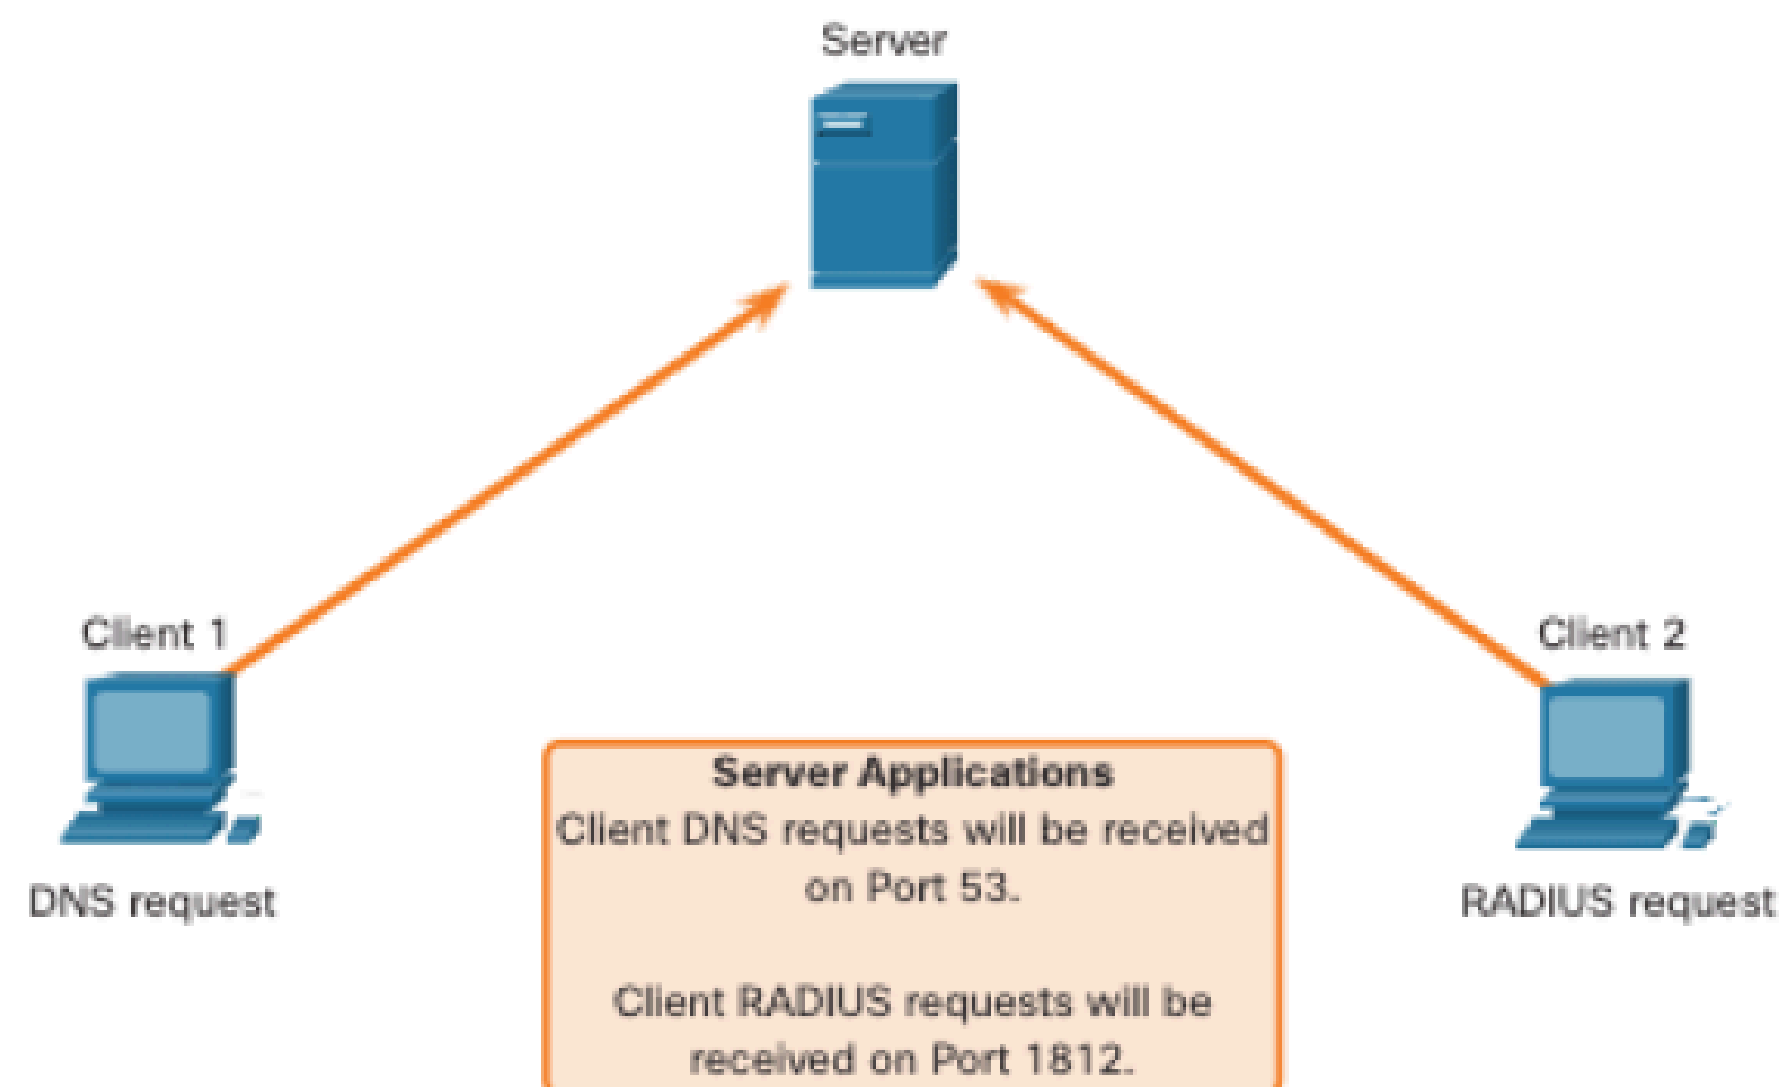 Server
Client 1
Client 2
DNS request
RADIUS request
Server Applications
Client DNS requests will be received
on Port 53.
Client RADIUS requests will be
received on Port 1812.